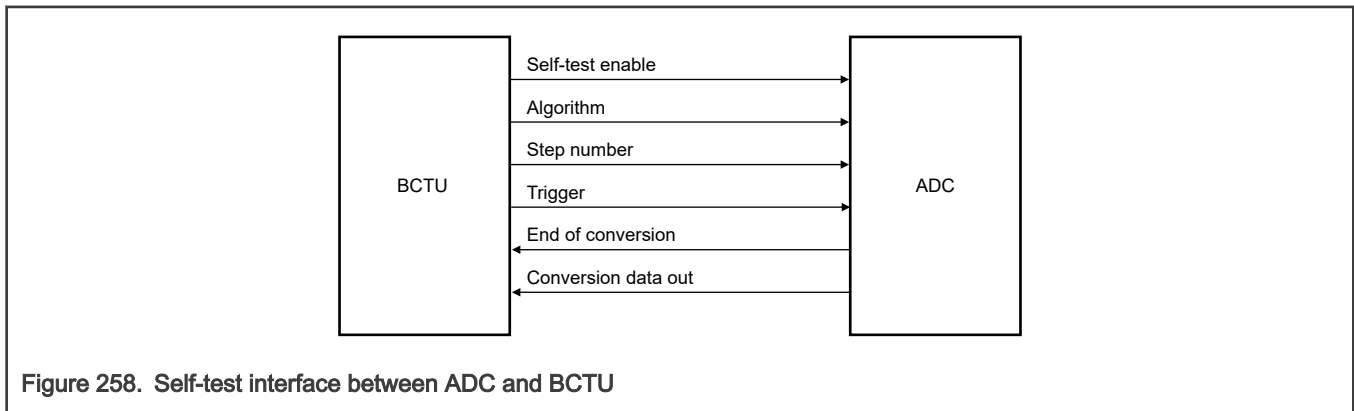 Self-test enable
Algorithm
Step number
BCTU
Trigger
ADC
End of conversion
Conversion data out
Figure 258. Self-test interface between ADC and BCTU